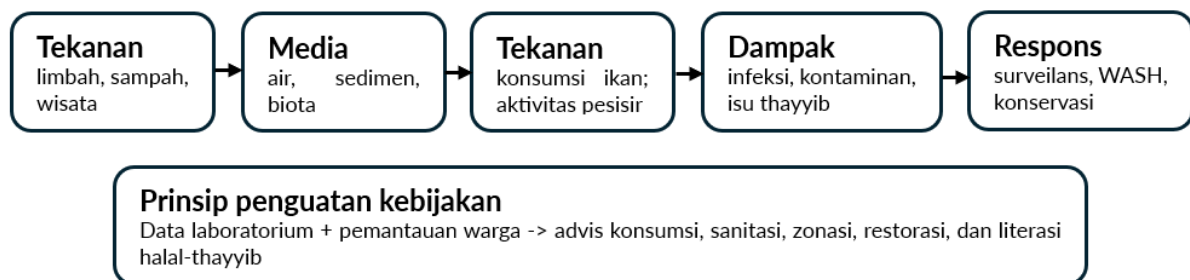 Tekanan
limbah, sampah,
wisata
Media
air, sedimen,
biota
Tekanan
konsumsi ikan;
aktivitas pesisir
Dampak
infeksi, kontaminan,
isu thayyib
Respons
surveilans, WASH,
konservasi
Prinsip penguatan kebijakan
Data laboratorium + pemantauan warga -> advis konsumsi, sanitasi, zonasi, restorasi, dan literasi
halal-thayyib